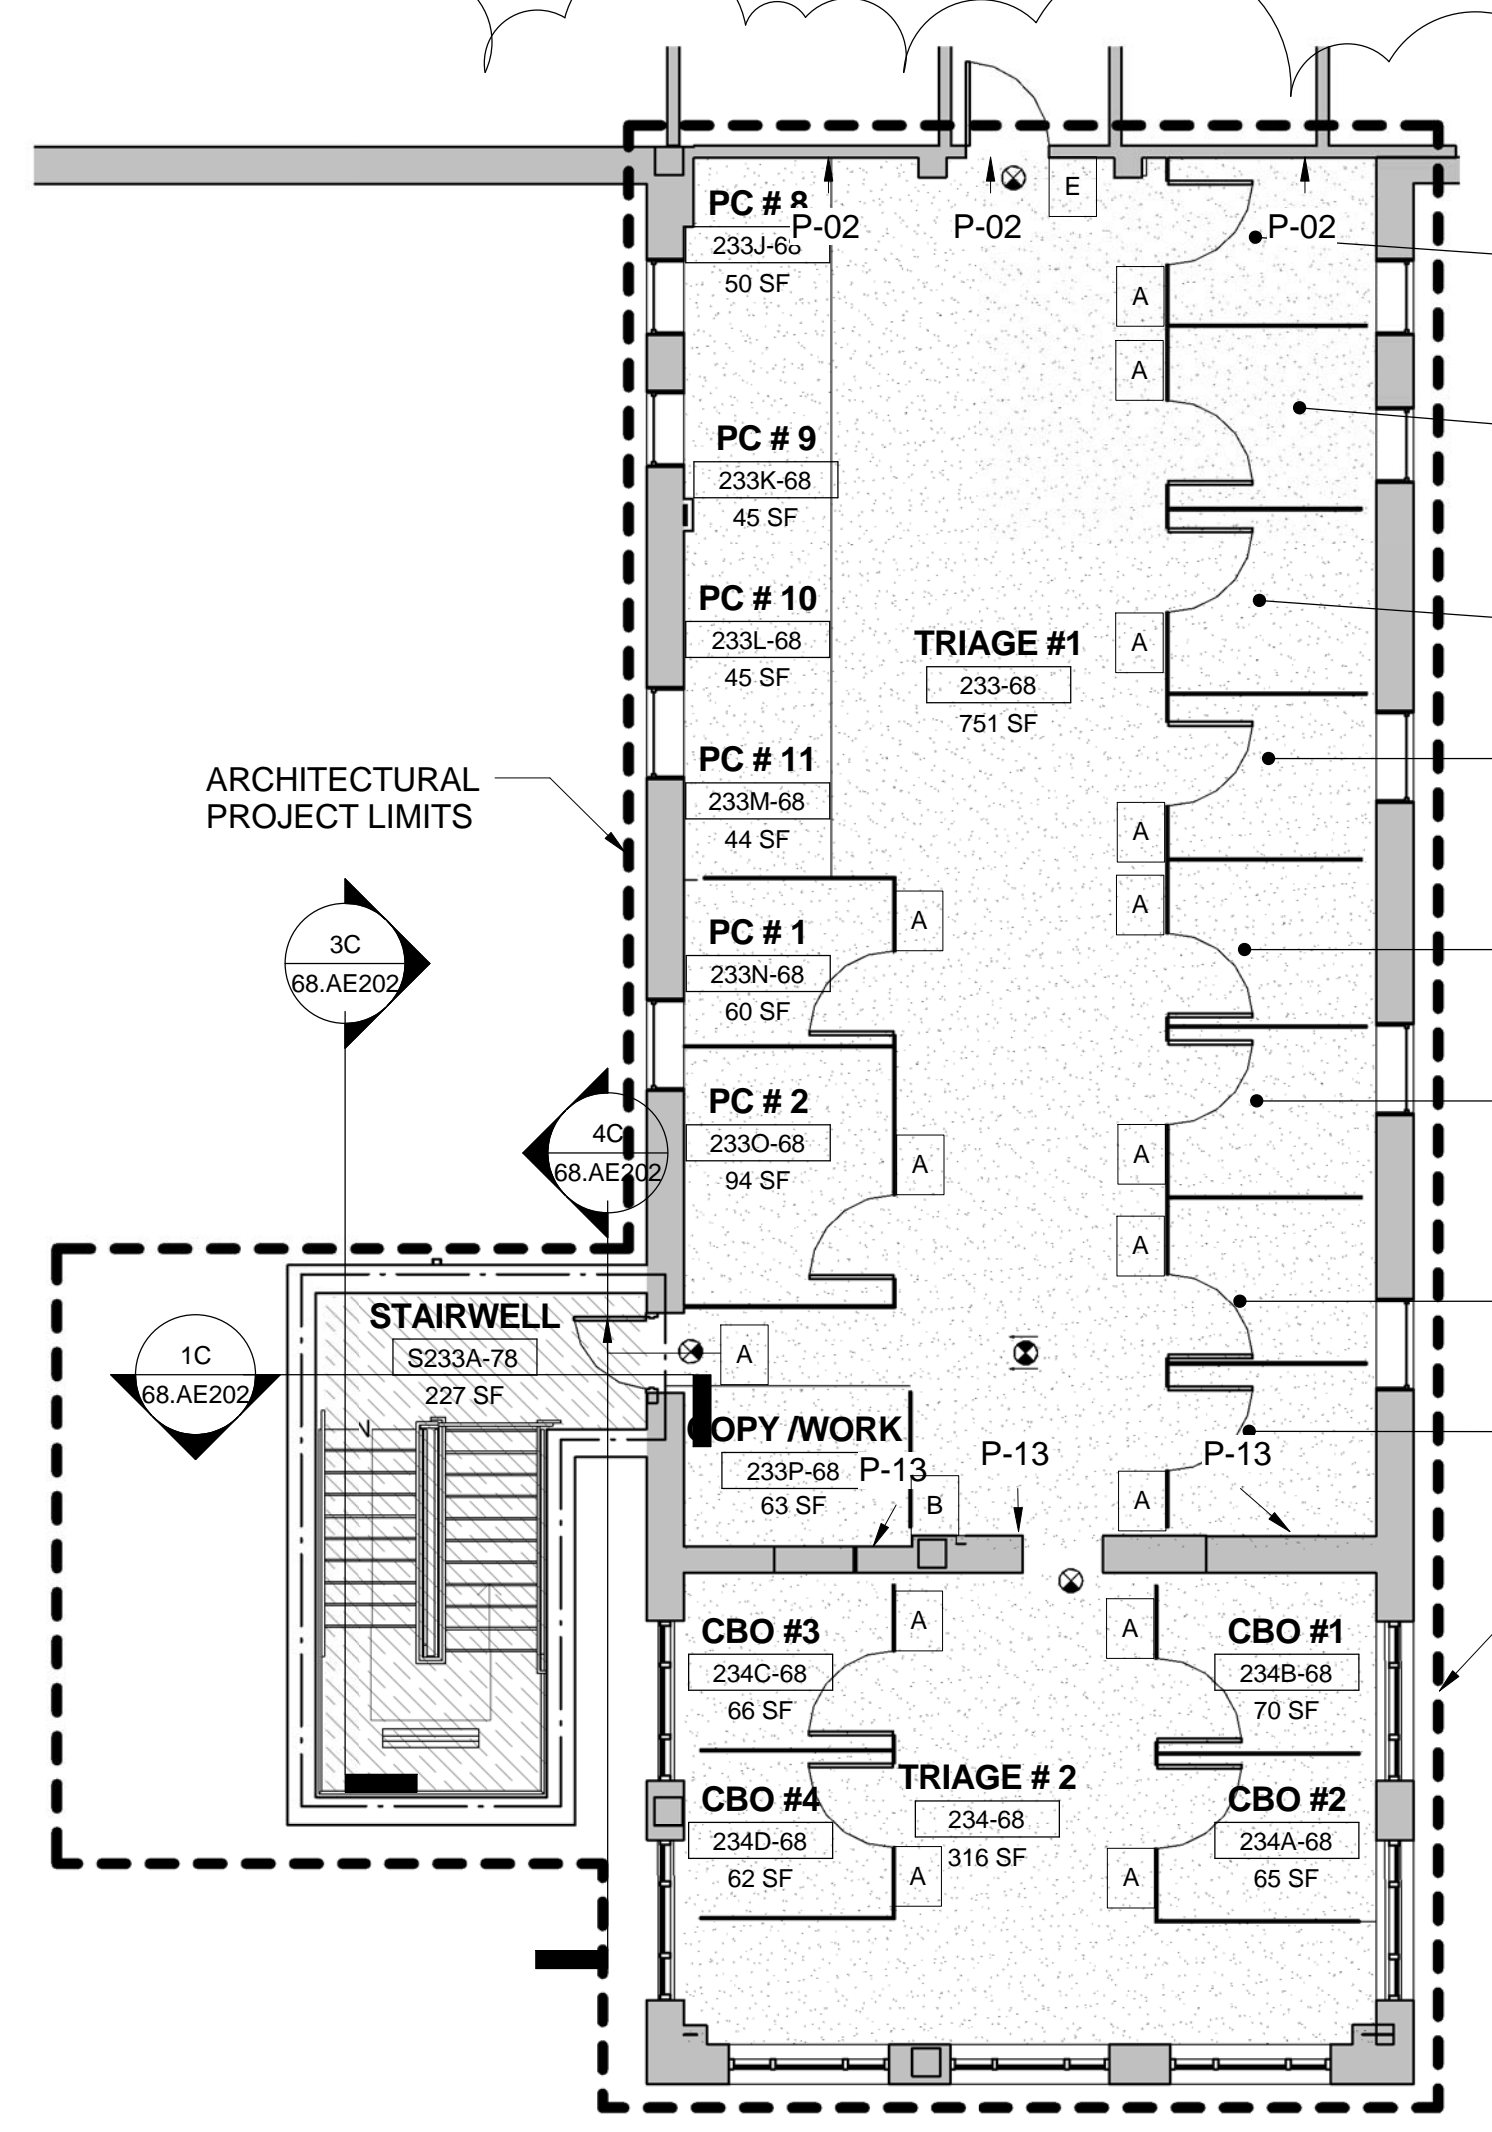 E
PC # 8
P-02
P-02
P-02
233J-68
50 SF
A
A
PC # 9
233K-68
45 SF
PC # 10
233L-68
45 SF
TRIAGE #1
233-68
751 SF
A
PC # 11
233M-68
44 SF
ARCHITECTURAL
PROJECT LIMITS
A
A
A
PC # 1
233N-68
60 SF
3C
68.AE202
PC # 2
233O-68
94 SF
4C
68.AE202
A
A
A
STAIRWELL
S233A-78
227 SF
1C
68.AE202
A
COPY /WORK
233P-68
63 SF
P-13
P-13
P-13
B
A
CBO #3
234C-68
66 SF
A
A
CBO #1
234B-68
70 SF
TRIAGE # 2
234-68
316 SF
CBO #4
234D-68
62 SF
A
A
CBO #2
234A-68
65 SF